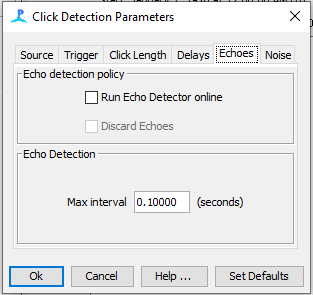 Click Detection Parameters
Source Trigger Click Length Delays Echoes Noise
Echo detection policy
Run Echo Detector online
Discard Echoes
Echo Detection
Max interval 0.10000 (seconds)
Ok Cancel Help ... Set Defaults